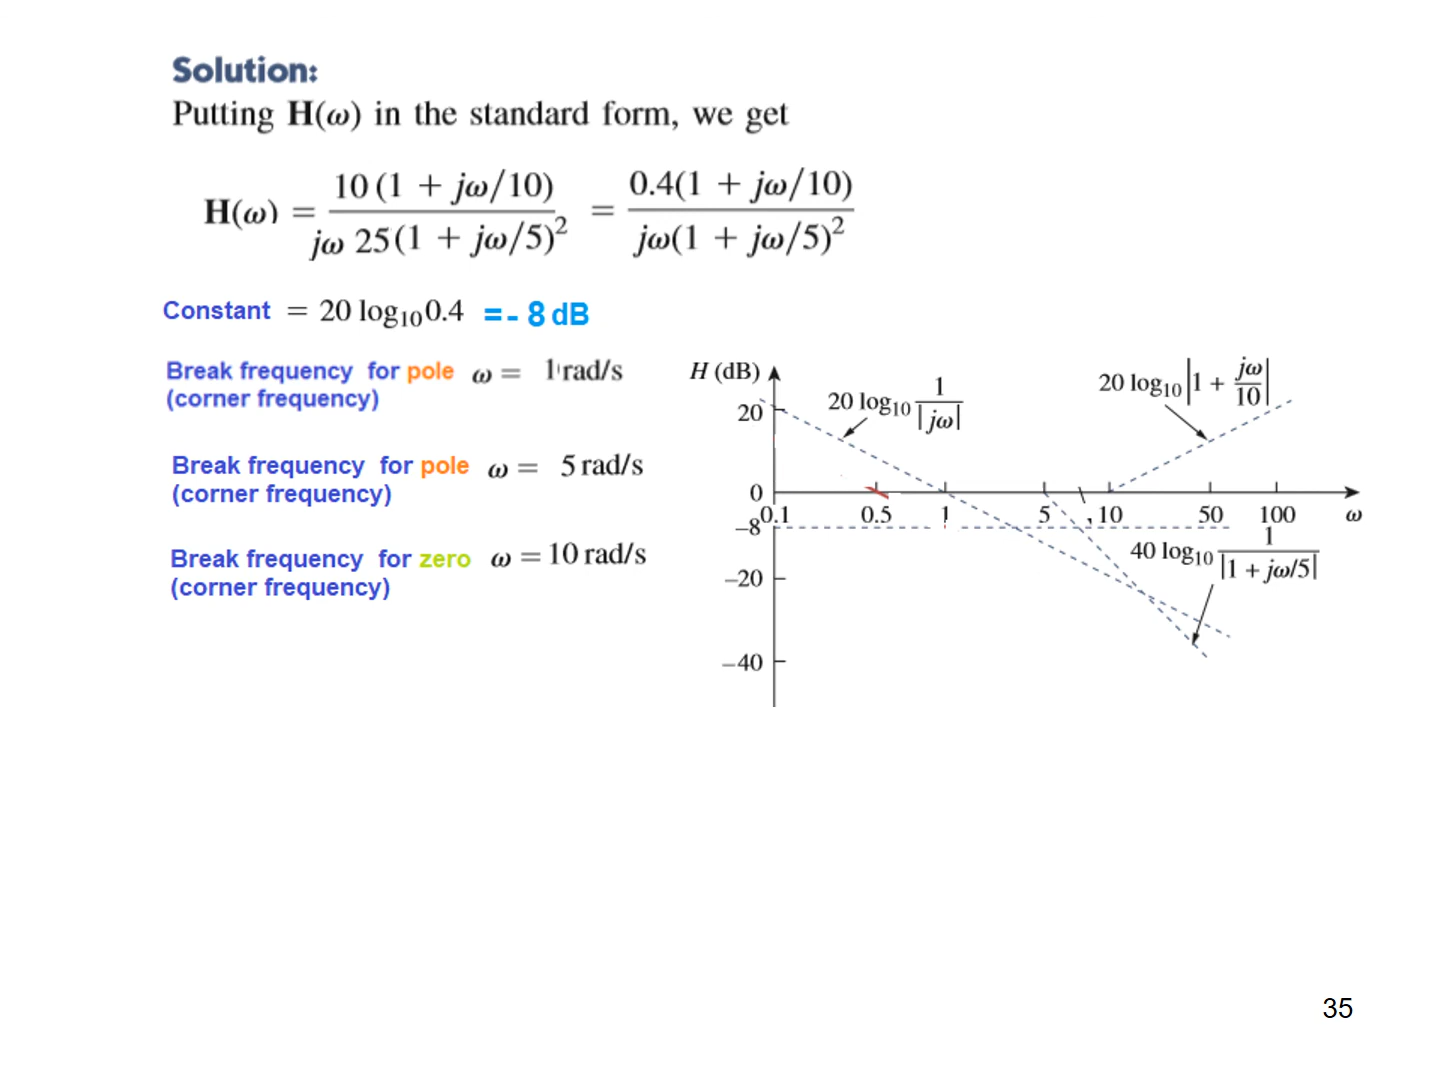 Solution:
Putting H(ω) in the standard form, we get
H(ω) = 10 (1 + jω/10) / jω 25 (1 + jω/5)² = 0.4(1 + jω/10) / jω(1 + jω/5)²
Constant = 20 log₁₀ 0.4 = - 8 dB
Break frequency for pole ω = 1 rad/s
(corner frequency)
Break frequency for pole ω = 5 rad/s
(corner frequency)
Break frequency for zero ω = 10 rad/s
(corner frequency)
H (dB)
20 log₁₀ 1/|jω|
20 log₁₀ |1 + jω/10|
20
0
–8
–20
–40
0.1 0.5 1 5 10 50 100 ω
40 log₁₀ 1/|1 + jω/5|
35